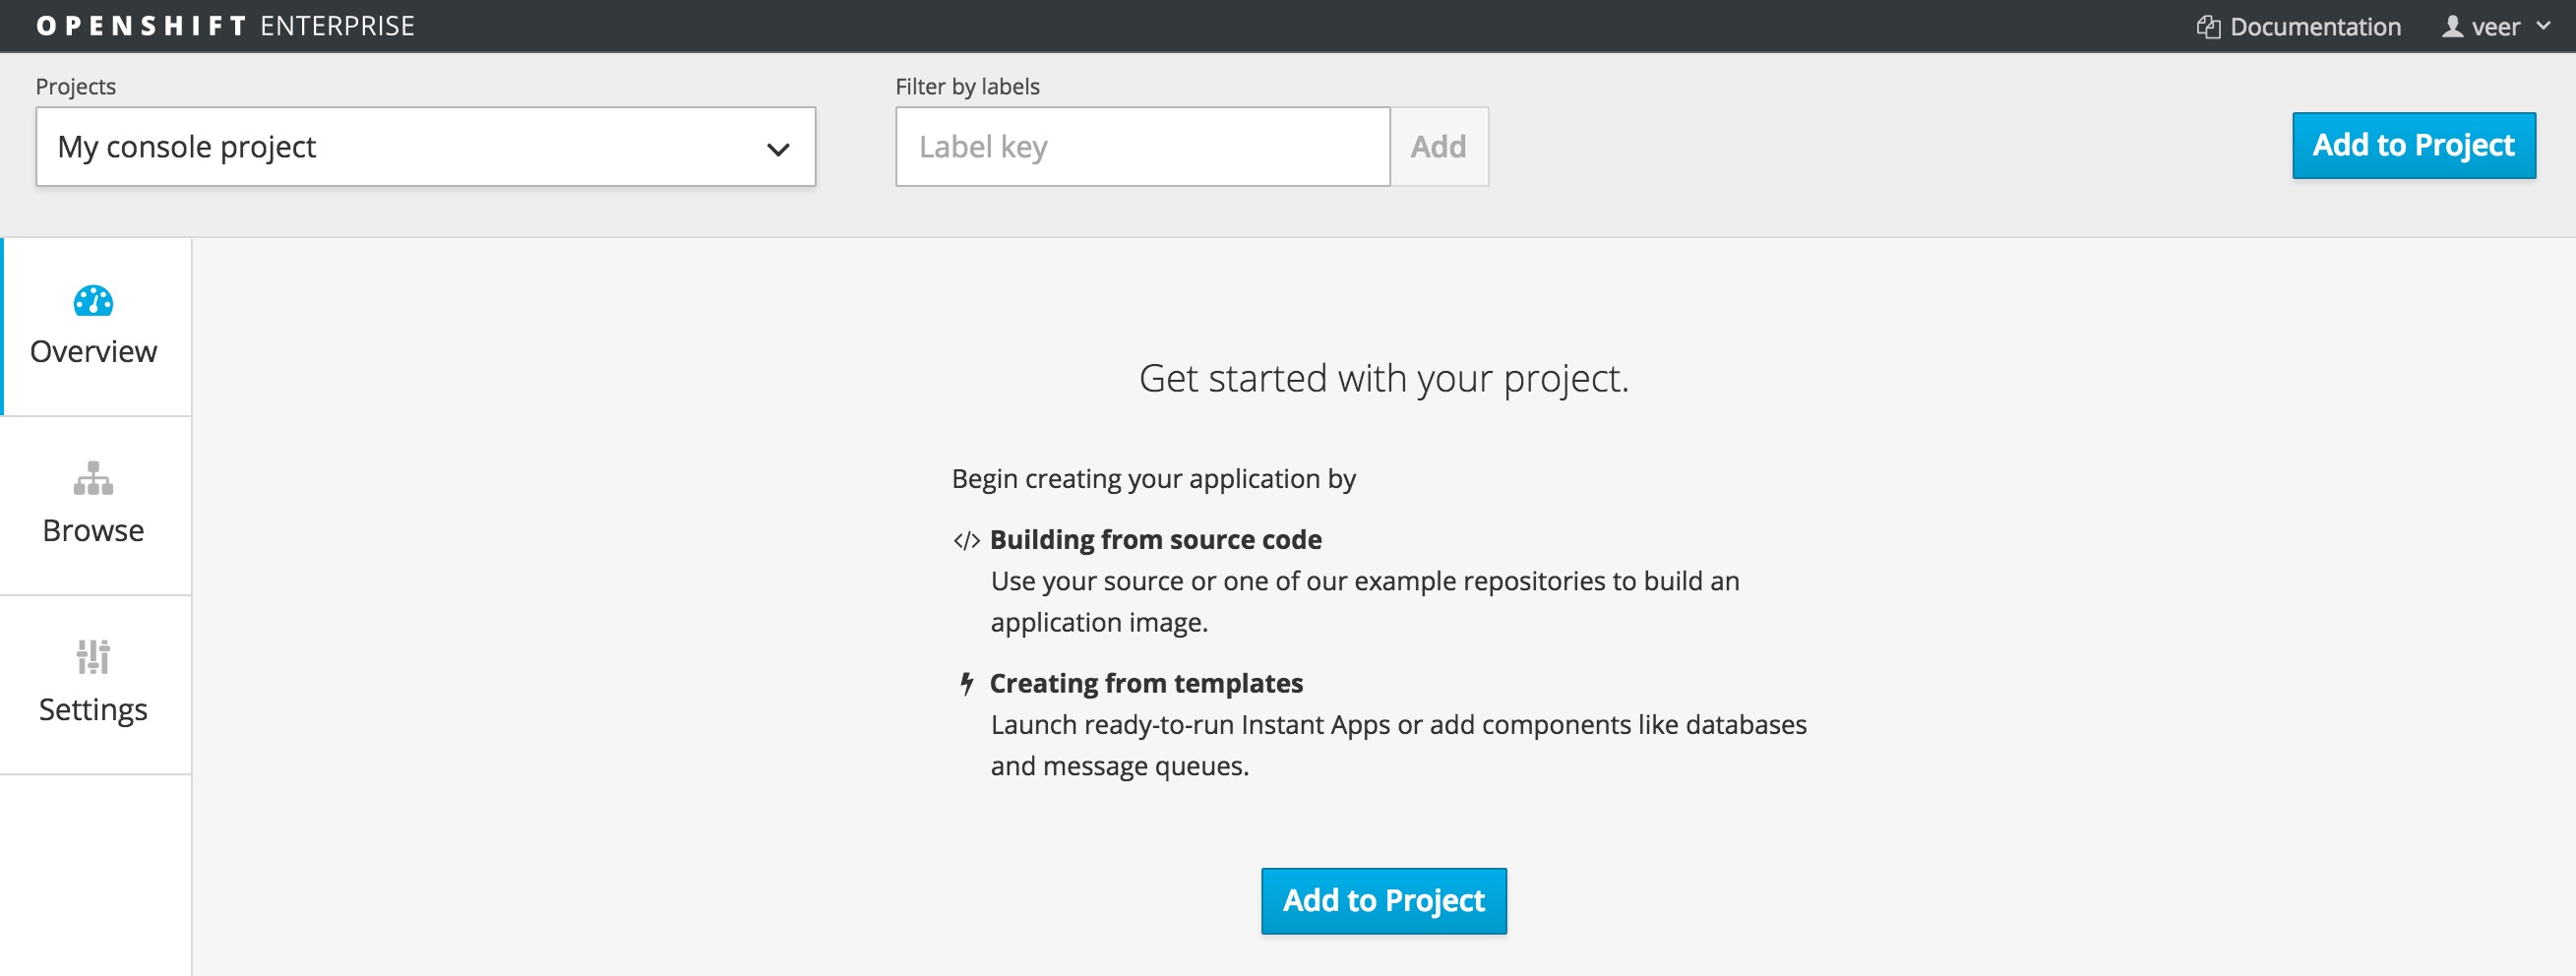 OPENSHIFT ENTERPRISE
Documentation
veer
Projects
Filter by labels
My console project
Label key
Add
Add to Project
Overview
Browse
Settings
Get started with your project.
Begin creating your application by
</> Building from source code
Use your source or one of our example repositories to build an
application image.
Creating from templates
Launch ready-to-run Instant Apps or add components like databases
and message queues.
Add to Project